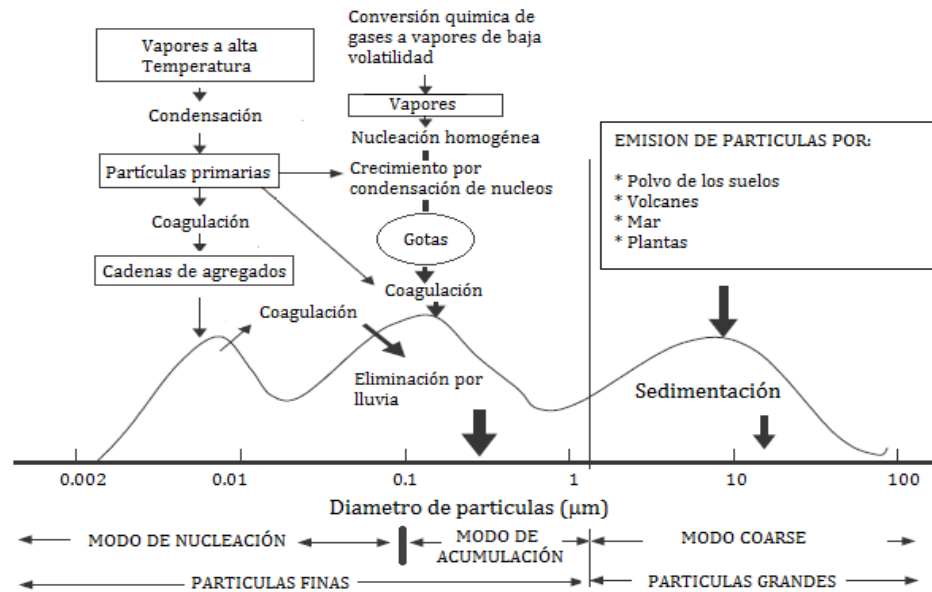 Vapores a alta
Temperatura
Condensación
Partículas primarias
Coagulación
Cadenas de agregados
Coagulación
Conversión quimica de
gases a vapores de baja
volatilidad
Vapores
Nucleación homogénea
Crecimiento por
condensación de nucleos
Gotas
Coagulación
Eliminación por
lluvia
EMISION DE PARTICULAS POR:
* Polvo de los suelos
* Volcanes
* Mar
* Plantas
Sedimentación
0.002 0.01 0.1 1 10 100
Diametro de particulas (μm)
MODO DE NUCLEACIÓN
MODO DE
ACUMULACIÓN
MODO COARSE
PARTICULAS FINAS
PARTICULAS GRANDES